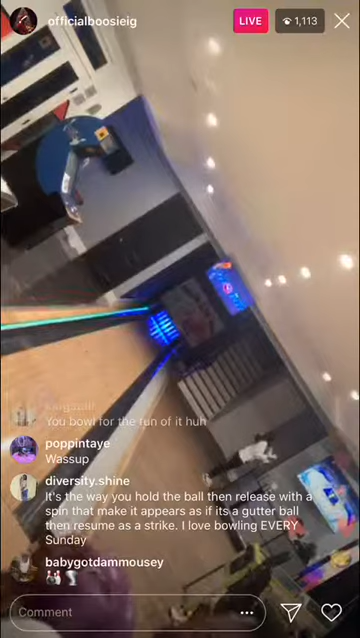 officialboosieig
LIVE
1,113
You bowl for the run of it huh
poppintaye
Wassup
diversity.shine
It's the way you hold the ball then release with a
spin that make it appears as if its a gutter ball
then resume as a strike. I love bowling EVERY
Sunday
babygotdammousey
Comment